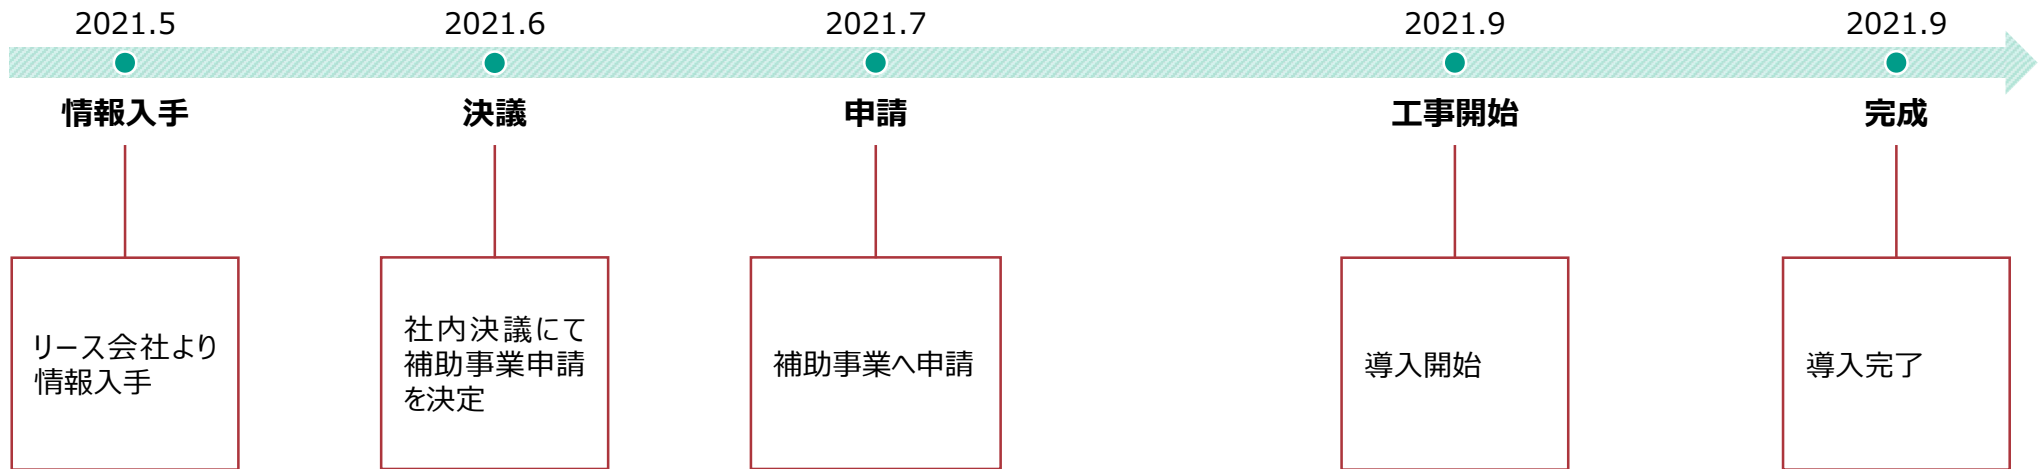 2021.5
2021.6
2021.7
2021.9
2021.9
情報入手
決議
申請
工事開始
完成
リース会社より
情報入手
社内決議にて
補助事業申請
を決定
補助事業へ申請
導入開始
導入完了